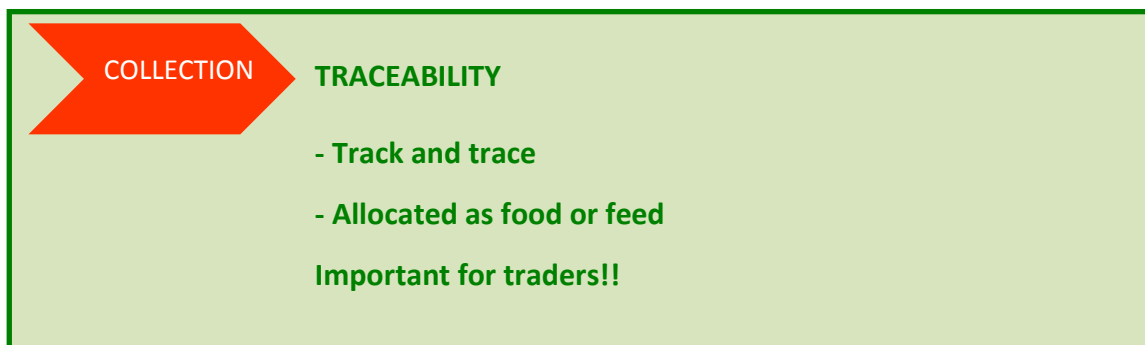 COLLECTION
TRACEABILITY
- Track and trace
- Allocated as food or feed
Important for traders!!